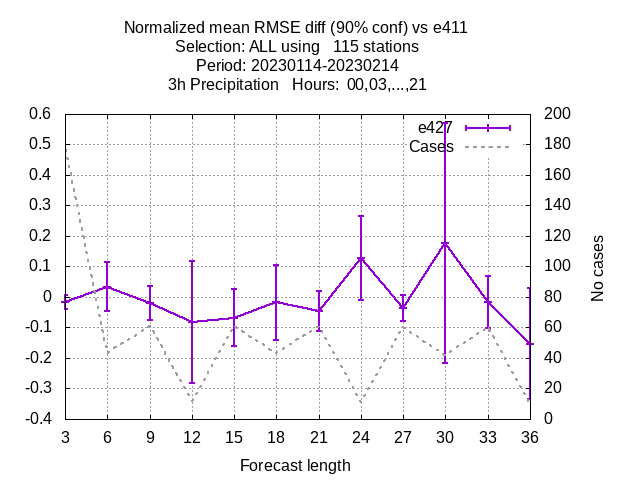 Normalized mean RMSE diff (90% conf) vs e411
Selection: ALL using   115 stations
Period: 20230114-20230214
3h Precipitation   Hours:  00,03,...,21
0.6
0.5
0.4
0.3
0.2
0.1
0
-0.1
-0.2
-0.3
-0.4
e427
Cases
200
180
160
140
120
100
80
60
40
20
0
No cases
3 6 9 12 15 18 21 24 27 30 33 36
Forecast length